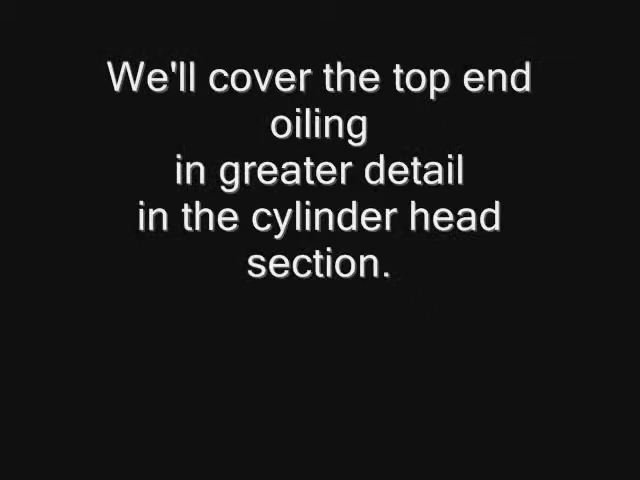 We'll cover the top end
oiling
in greater detail
in the cylinder head
section.